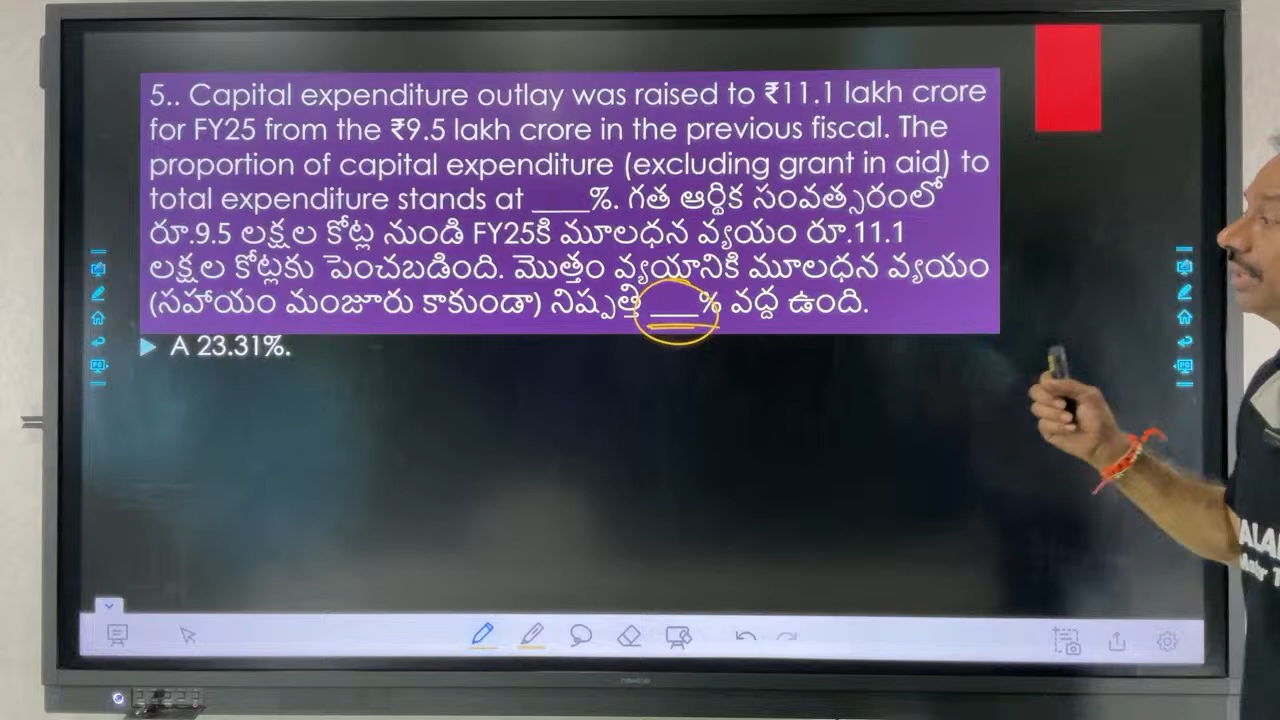 5.. Capital expenditure outlay was raised to ₹11.1 lakh crore
for FY25 from the ₹9.5 lakh crore in the previous fiscal. The
proportion of capital expenditure (excluding grant in aid) to
total expenditure stands at ____%. గత ఆర్థిక సంవత్సరంలో
రూ.9.5 లక్షల కోట్ల నుండి FY25కి మూలధన వ్యయం రూ.11.1
లక్షల కోట్లకు పెంచబడింది. మొత్తం వ్యయానికి మూలధన వ్యయం
(సహాయం మంజూరు కాకుండా) నిష్పత్తి ____% వద్ద ఉంది.
A 23.31%.